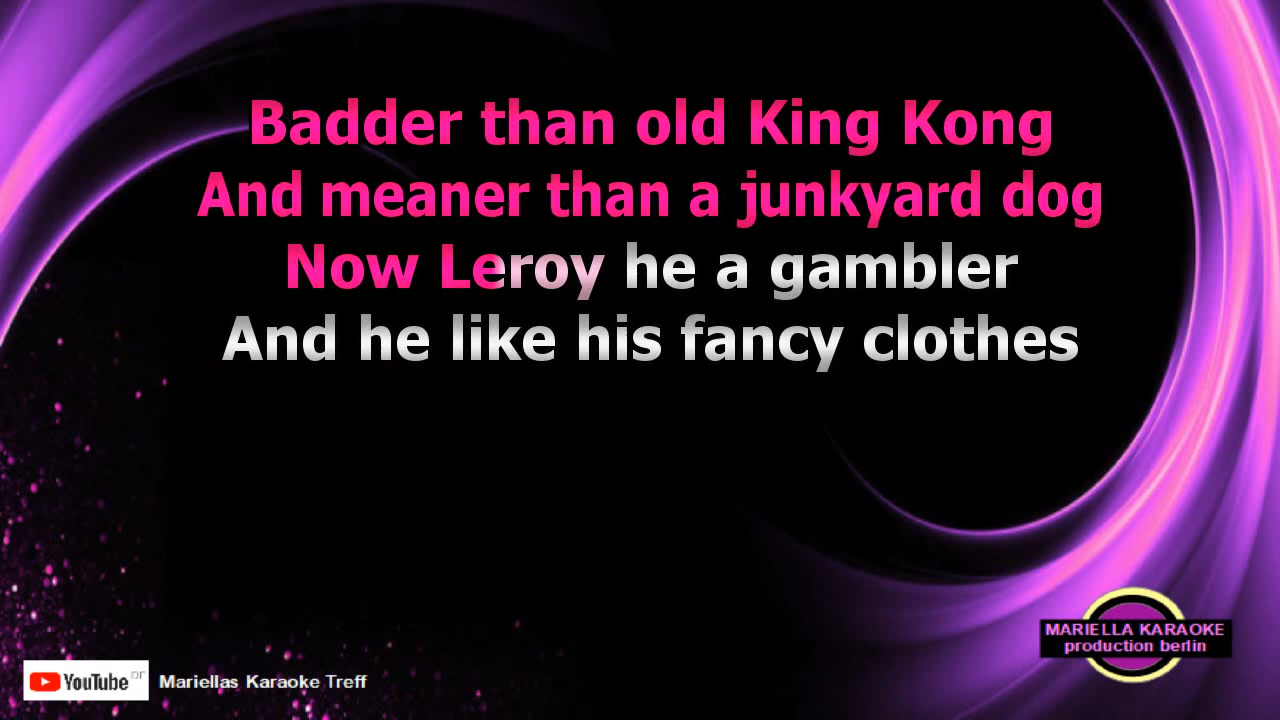 Badder than old King Kong
And meaner than a junkyard dog
Now Leroy he a gambler
And he like his fancy clothes
MARIELLA KARAOKE
production berlin
YouTube
Mariellas Karaoke Treff